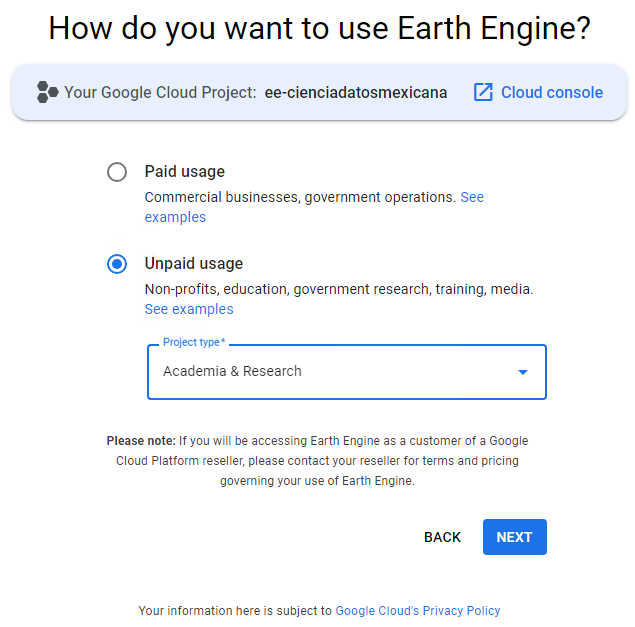 How do you want to use Earth Engine?
Your Google Cloud Project: ee-cienciadatosmexicana Cloud console
Paid usage
Commercial businesses, government operations. See
examples
Unpaid usage
Non-profits, education, government research, training, media.
See examples
Project type*
Academia & Research
Please note: If you will be accessing Earth Engine as a customer of a Google
Cloud Platform reseller, please contact your reseller for terms and pricing
governing your use of Earth Engine.
BACK NEXT
Your information here is subject to Google Cloud's Privacy Policy